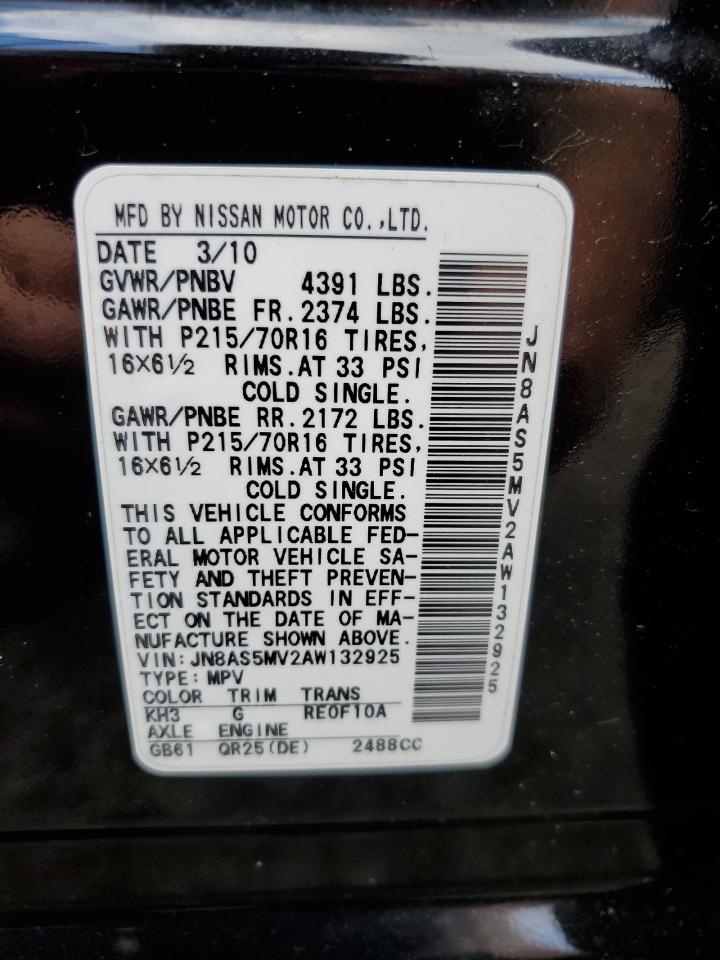 MFD BY NISSAN MOTOR CO.,LTD.
DATE 3/10
GVWR/PNBV 4391 LBS.
GAWR/PNBE FR.2374 LBS.
WITH P215/70R16 TIRES,
16X6½ RIMS.AT 33 PSI
COLD SINGLE.
GAWR/PNBE RR.2172 LBS.
WITH P215/70R16 TIRES,
16X6½ RIMS.AT 33 PSI
COLD SINGLE.
THIS VEHICLE CONFORMS
TO ALL APPLICABLE FED-
ERAL MOTOR VEHICLE SA-
FETY AND THEFT PREVEN-
TION STANDARDS IN EFF-
ECT ON THE DATE OF MA-
NUFACTURE SHOWN ABOVE.
VIN:JN8AS5MV2AW132925
TYPE:MPV
COLOR TRIM TRANS
KH3 G RE0F10A
AXLE ENGINE
GB61 QR25(DE) 2488CC
JN8AS5MV2AW132925